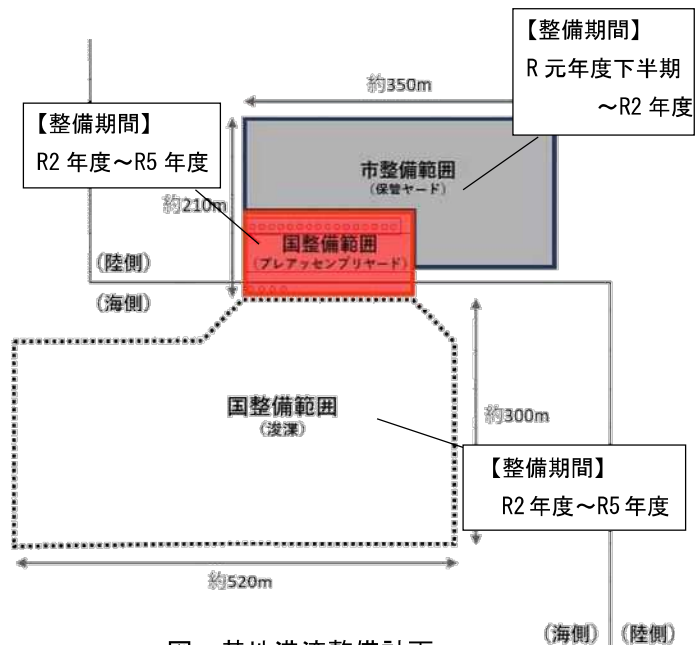 【整備期間】
R 元年度下半期
～R2 年度
約350m
【整備期間】
R2 年度～R5 年度
市整備範囲
（保管ヤード）
約210m
国整備範囲
（プレアッセンブリヤード）
（陸側）
（海側）
国整備範囲
（浚渫）
約300m
【整備期間】
R2 年度～R5 年度
約520m
（海側）
（陸側）